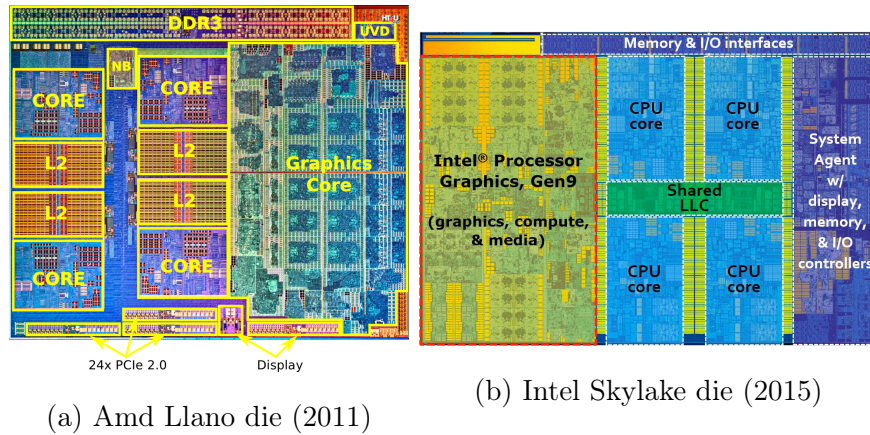 DDR3
UVD
NB
CORE
CORE
L2
L2
L2
L2
CORE
CORE
Graphics
Core
24x PCIe 2.0
Display
(a) Amd Llano die (2011)
Memory & I/O interfaces
Intel® Processor
Graphics, Gen9
(graphics, compute,
& media)
CPU
core
CPU
core
Shared
LLC
CPU
core
CPU
core
System
Agent
w/
display,
memory,
& I/O
controllers
(b) Intel Skylake die (2015)